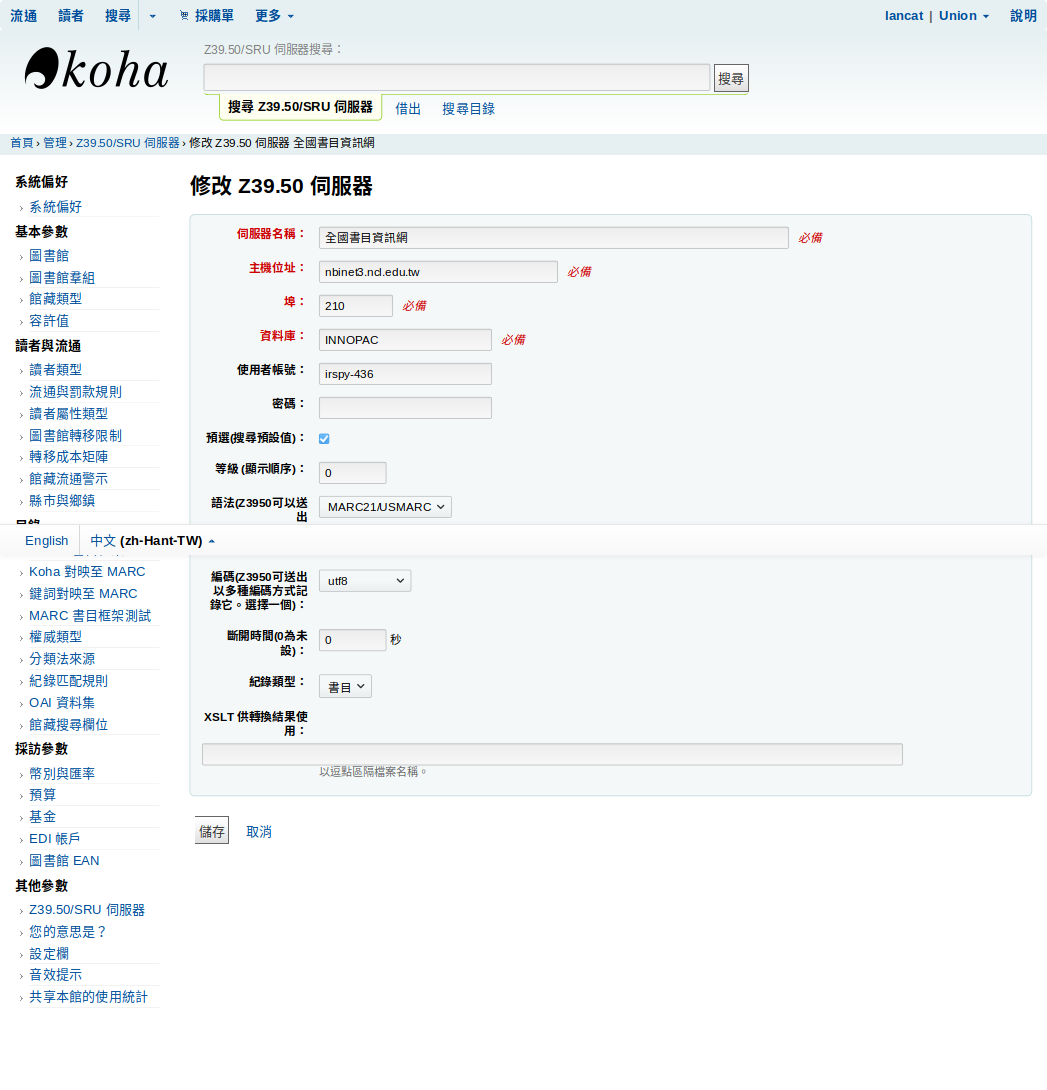 流通 讀者 搜尋 採購單 更多 lancat | Union 說明
koha
Z39.50/SRU 伺服器搜尋：
搜尋
搜尋 Z39.50/SRU 伺服器 借出 搜尋目錄
首頁 › 管理 › Z39.50/SRU 伺服器 › 修改 Z39.50 伺服器 全國書目資訊網
系統偏好
› 系統偏好
基本參數
› 圖書館
› 圖書館羣組
› 館藏類型
› 容許值
讀者與流通
› 讀者類型
› 流通與罰款規則
› 讀者屬性類型
› 圖書館轉移限制
› 轉移成本矩陣
› 館藏流通警示
› 縣市與鄉鎮
› Koha 對映至 MARC
› 鍵詞對映至 MARC
› MARC 書目框架測試
› 權威類型
› 分類法來源
› 紀錄匹配規則
› OAI 資料集
› 館藏搜尋欄位
採訪參數
› 幣別與匯率
› 預算
› 基金
› EDI 帳戶
› 圖書館 EAN
其他參數
› Z39.50/SRU 伺服器
› 您的意思是？
› 設定欄
› 音效提示
› 共享本館的使用統計
修改 Z39.50 伺服器
伺服器名稱： 全國書目資訊網 必備
主機位址： nbinet3.ncl.edu.tw 必備
埠： 210 必備
資料庫： INNOPAC 必備
使用者帳號： irspy-436
密碼：
預選(搜尋預設值)：
等級 (顯示順序)： 0
語法(Z3950可以送 MARC21/USMARC
出
English 中文 (zh-Hant-TW)
編碼(Z3950可送出 utf8
以多種編碼方式記
錄它。選擇一個)：
斷開時間(0為未 0 秒
設)：
紀錄類型： 書目
XSLT 供轉換結果使
用：
以逗點區隔檔案名稱。
儲存 取消